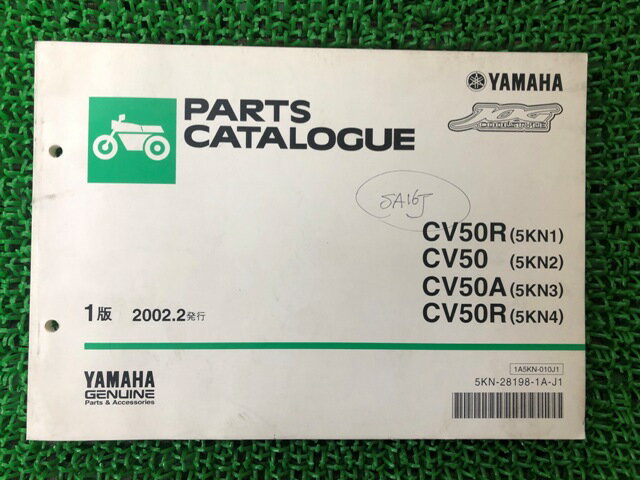 YAMAHA
JOG
PARTS
CATALOGUE
SA16J
CV50R (5KN1)
CV50 (5KN2)
CV50A (5KN3)
CV50R (5KN4)
1版 2002.2発行
1A5KN-010J1
5KN-28198-1A-J1
YAMAHA
GENUINE
Parts & Accessories